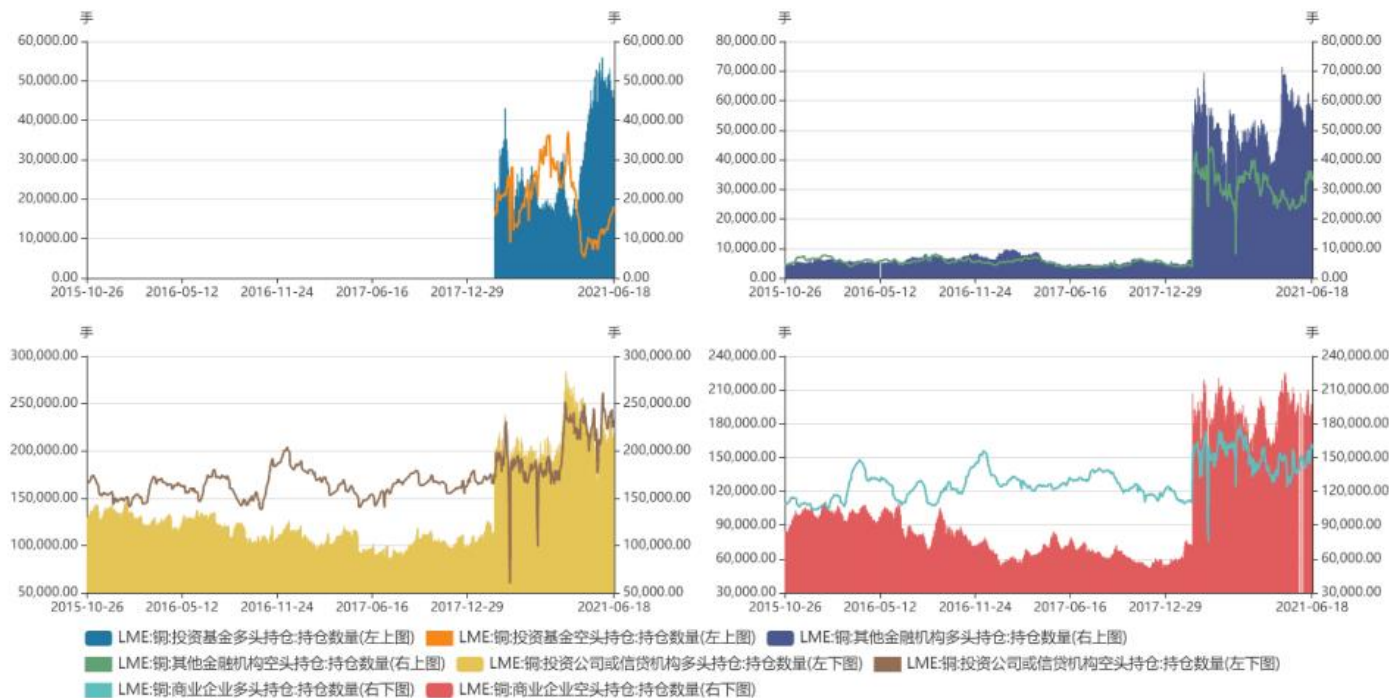 手 手 手 手
60,000.00 60,000.00 80,000.00 80,000.00
70,000.00 70,000.00
50,000.00 50,000.00
60,000.00 60,000.00
40,000.00 40,000.00
50,000.00 50,000.00
30,000.00 30,000.00 40,000.00 40,000.00
30,000.00 30,000.00
20,000.00 20,000.00
20,000.00 20,000.00
10,000.00 10,000.00
10,000.00 10,000.00
0.00 0.00 0.00 0.00
2015-10-26 2016-05-12 2016-11-24 2017-06-16 2017-12-29 2021-06-18 2015-10-26 2016-05-12 2016-11-24 2017-06-16 2017-12-29 2021-06-18
手 手 手 手
300,000.00 300,000.00 240,000.00 240,000.00
210,000.00 210,000.00
250,000.00 250,000.00
180,000.00 180,000.00
200,000.00 200,000.00
150,000.00 150,000.00
150,000.00 150,000.00
120,000.00 120,000.00
100,000.00 100,000.00 90,000.00 90,000.00
60,000.00 60,000.00
50,000.00 50,000.00 30,000.00 30,000.00
2015-10-26 2016-05-12 2016-11-24 2017-06-16 2017-12-29 2021-06-18 2015-10-26 2016-05-12 2016-11-24 2017-06-16 2017-12-29 2021-06-18
LME:铜:投资基金多头持仓:持仓数量(左上图) LME:铜:投资基金空头持仓:持仓数量(左上图) LME:铜:其他金融机构多头持仓:持仓数量(右上图)
LME:铜:其他金融机构空头持仓:持仓数量(右上图) LME:铜:投资公司或信贷机构多头持仓:持仓数量(左下图) LME:铜:投资公司或信贷机构空头持仓:持仓数量(左下图)
LME:铜:商业企业多头持仓:持仓数量(右下图) LME:铜:商业企业空头持仓:持仓数量(右下图)